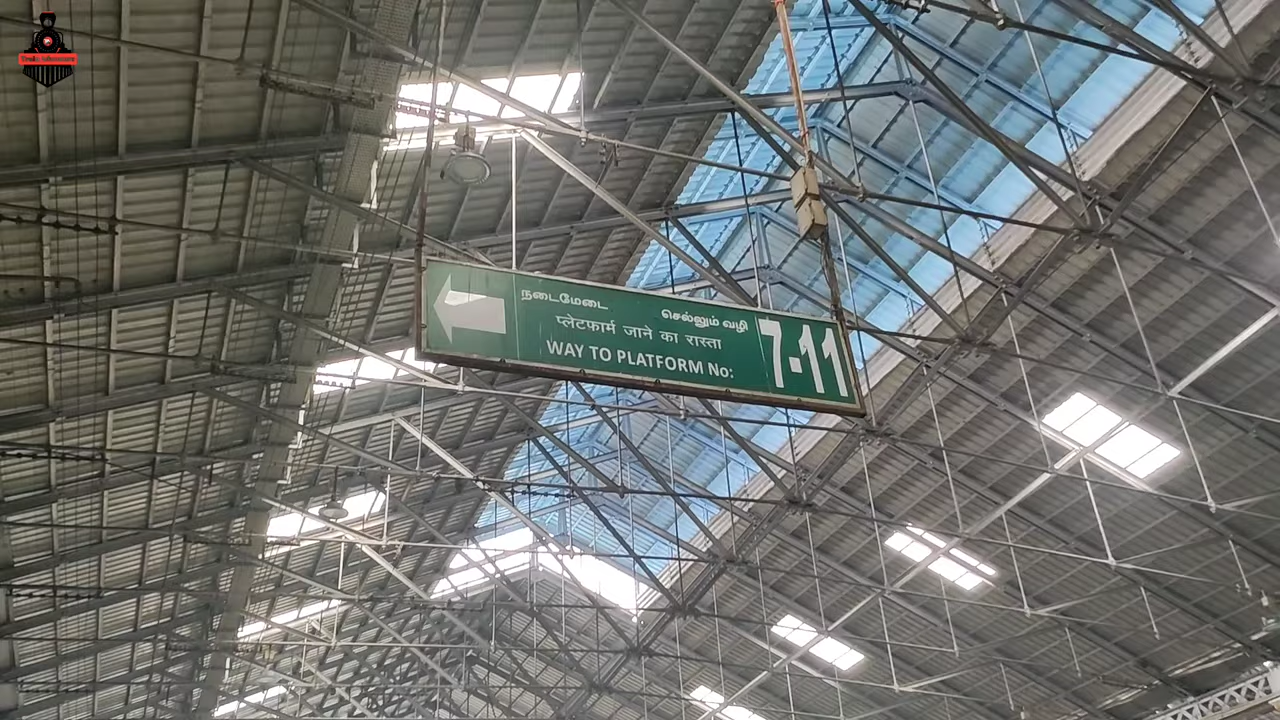 நடைமேடை
செல்லும் வழி
प्लेटफार्म जाने का रास्ता
WAY TO PLATFORM No:
7-11